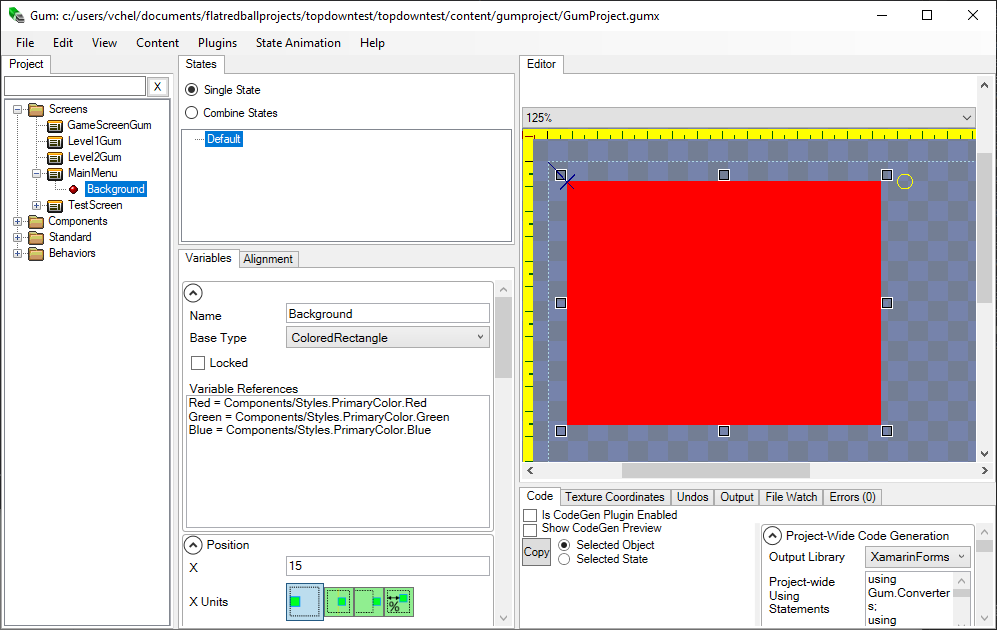 Gum: c:/users/vchel/documents/flatredballprojects/topdowntest/topdowntest/content/gumproject/GumProject.gumx
File Edit View Content Plugins State Animation Help
Project
X
Screens
GameScreenGum
Level1Gum
Level2Gum
MainMenu
Background
TestScreen
Components
Standard
Behaviors
States
Single State
Combine States
Default
Variables Alignment
Name Background
Base Type ColoredRectangle
Locked
Variable References
Red = Components/Styles.PrimaryColor.Red
Green = Components/Styles.PrimaryColor.Green
Blue = Components/Styles.PrimaryColor.Blue
Position
X 15
X Units
%
Editor
125%
Code Texture Coordinates Undos Output File Watch Errors (0)
Is CodeGen Plugin Enabled
Show CodeGen Preview
Copy
Selected Object
Selected State
Project-Wide Code Generation
Output Library XamarinForms
Project-wide
Using
Statements
using
Gum.Converter
s;
using